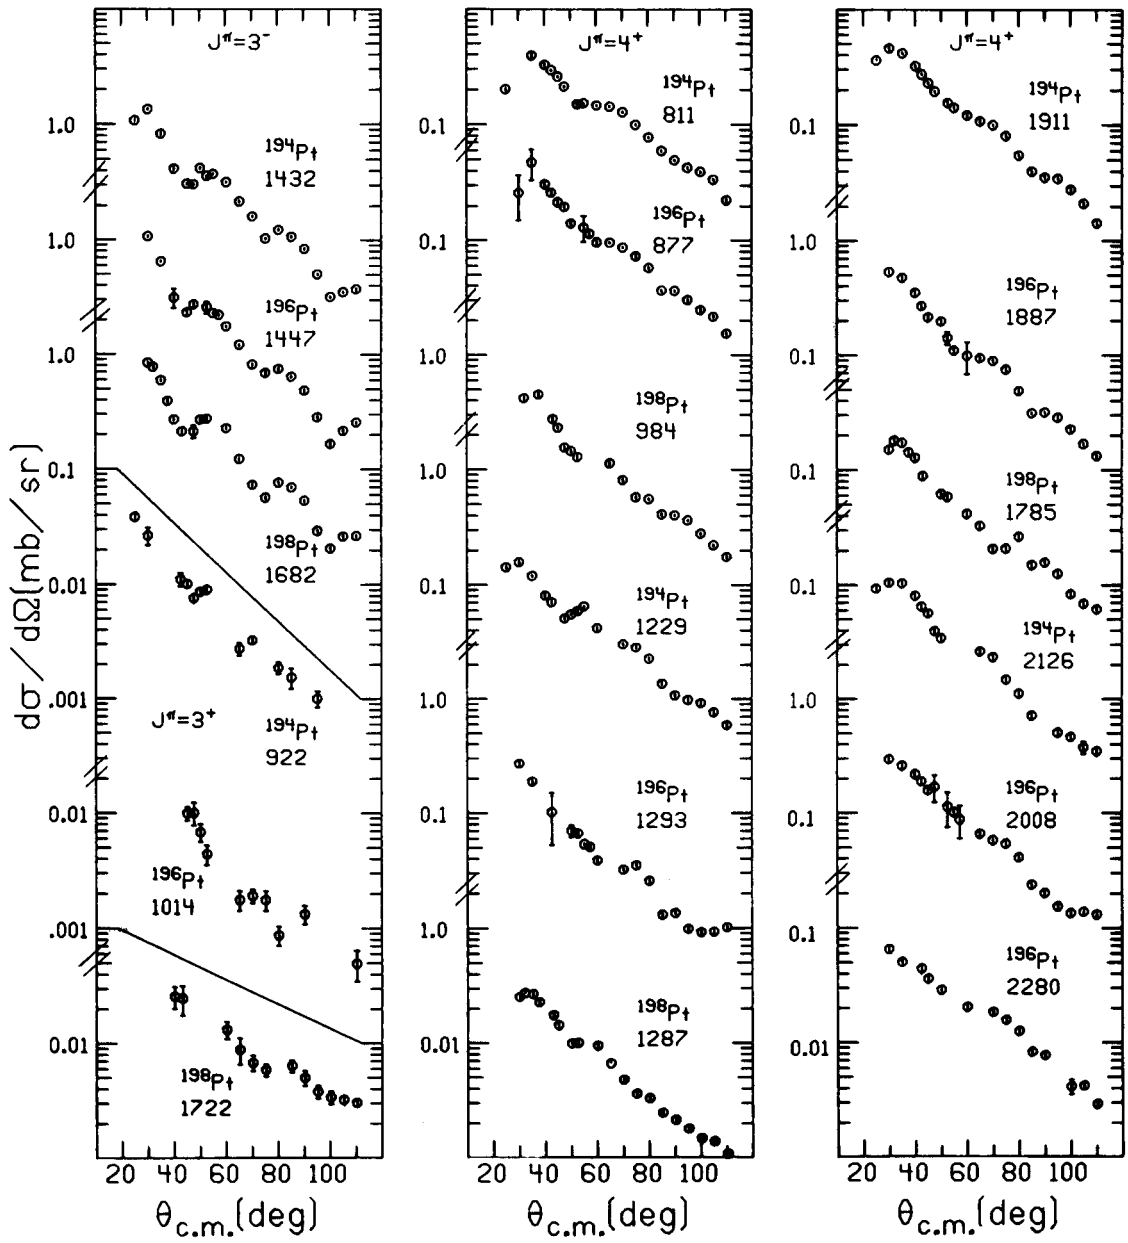 dσ/dΩ(mb/sr)
J^π=3⁻
1.0
¹⁹⁴Pt
1432
1.0
¹⁹⁶Pt
1447
1.0
¹⁹⁸Pt
1682
0.1
0.01
.001
¹⁹⁴Pt
922
J^π=3⁺
0.01
¹⁹⁶Pt
1014
.001
0.01
¹⁹⁸Pt
1722
20 40 60 80 100
θc.m.(deg)
J^π=4⁺
0.1
¹⁹⁴Pt
811
0.1
¹⁹⁶Pt
877
1.0
¹⁹⁸Pt
984
1.0
0.1
¹⁹⁴Pt
1229
1.0
¹⁹⁶Pt
1293
0.1
1.0
¹⁹⁸Pt
1287
0.01
20 40 60 80 100
θc.m.(deg)
J^π=4⁺
0.1
¹⁹⁴Pt
1911
1.0
¹⁹⁶Pt
1887
0.1
¹⁹⁸Pt
1785
0.1
0.1
¹⁹⁴Pt
2126
1.0
¹⁹⁶Pt
2008
0.1
0.1
¹⁹⁶Pt
2280
0.01
20 40 60 80 100
θc.m.(deg)